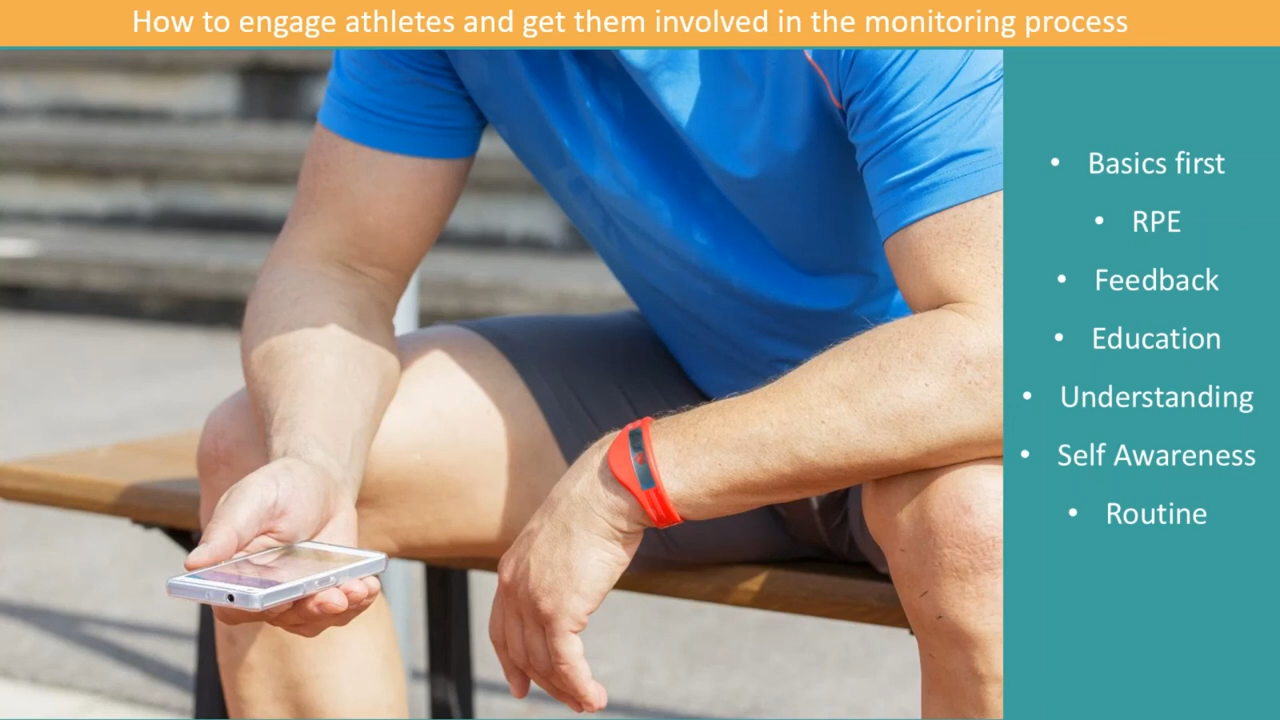 How to engage athletes and get them involved in the monitoring process
• Basics first
• RPE
• Feedback
• Education
• Understanding
• Self Awareness
• Routine